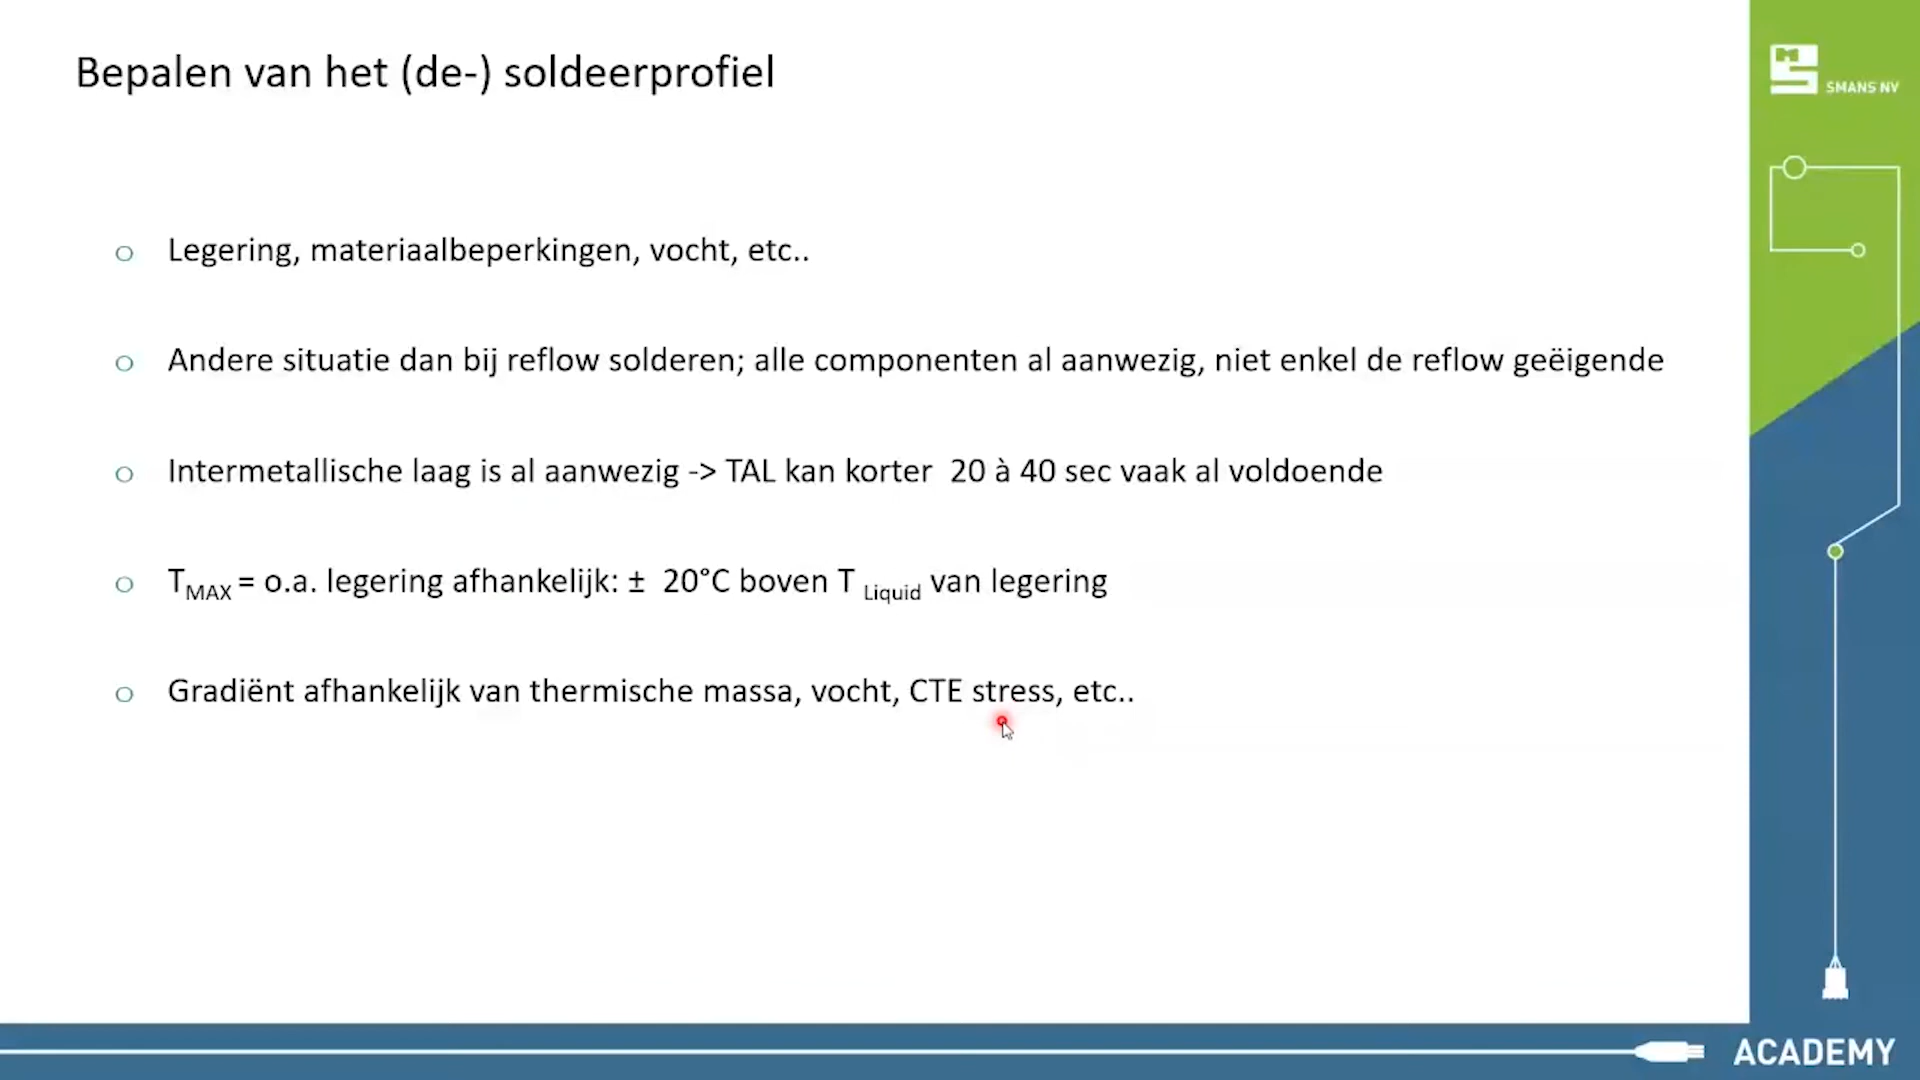 Bepalen van het (de-) soldeerprofiel
SMANS NV
o Legering, materiaalbeperkingen, vocht, etc..
o Andere situatie dan bij reflow solderen; alle componenten al aanwezig, niet enkel de reflow geëigende
o Intermetallische laag is al aanwezig -> TAL kan korter 20 à 40 sec vaak al voldoende
o TMAX = o.a. legering afhankelijk: ± 20°C boven T Liquid van legering
o Gradiënt afhankelijk van thermische massa, vocht, CTE stress, etc..
ACADEMY